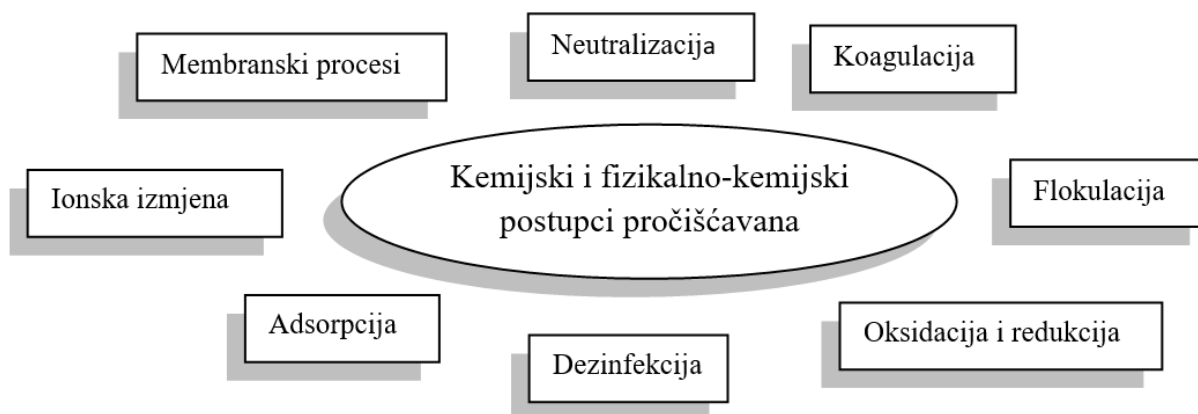 Membranski procesi
Neutralizacija
Koagulacija
Ionska izmjena
Kemijski i fizikalno-kemijski
postupci pročišćavana
Flokulacija
Adsorpcija
Dezinfekcija
Oksidacija i redukcija